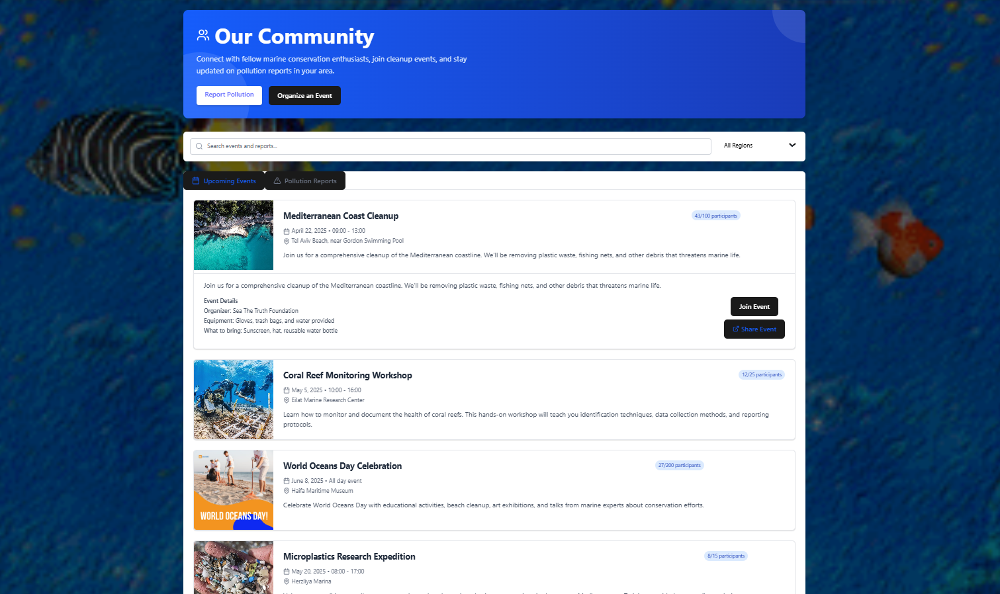 Our Community
Connect with fellow marine conservation enthusiasts, join cleanup events, and stay
updated on pollution reports in your area.
Report Pollution
Organize an Event
Search events and reports...
All Regions
Upcoming Events
Pollution Reports
Mediterranean Coast Cleanup
43/100 participants
April 22, 2025 • 09:00 - 13:00
Tel Aviv Beach, near Gordon Swimming Pool
Join us for a comprehensive cleanup of the Mediterranean coastline. We'll be removing plastic waste, fishing nets, and other debris that threatens marine life.
Join us for a comprehensive cleanup of the Mediterranean coastline. We'll be removing plastic waste, fishing nets, and other debris that threatens marine life.
Event Details
Organizer: Sea The Truth Foundation
Equipment: Gloves, trash bags, and water provided
What to bring: Sunscreen, hat, reusable water bottle
Join Event
Share Event
Coral Reef Monitoring Workshop
12/25 participants
May 5, 2025 • 10:00 - 16:00
Eilat Marine Research Center
Learn how to monitor and document the health of coral reefs. This hands-on workshop will teach you identification techniques, data collection methods, and reporting
protocols.
WORLD OCEANS DAY!
World Oceans Day Celebration
27/200 participants
June 8, 2025 • All day event
Haifa Maritime Museum
Celebrate World Oceans Day with educational activities, beach cleanup, art exhibitions, and talks from marine experts about conservation efforts.
Microplastics Research Expedition
8/15 participants
May 20, 2025 • 08:00 - 17:00
Herzliya Marina